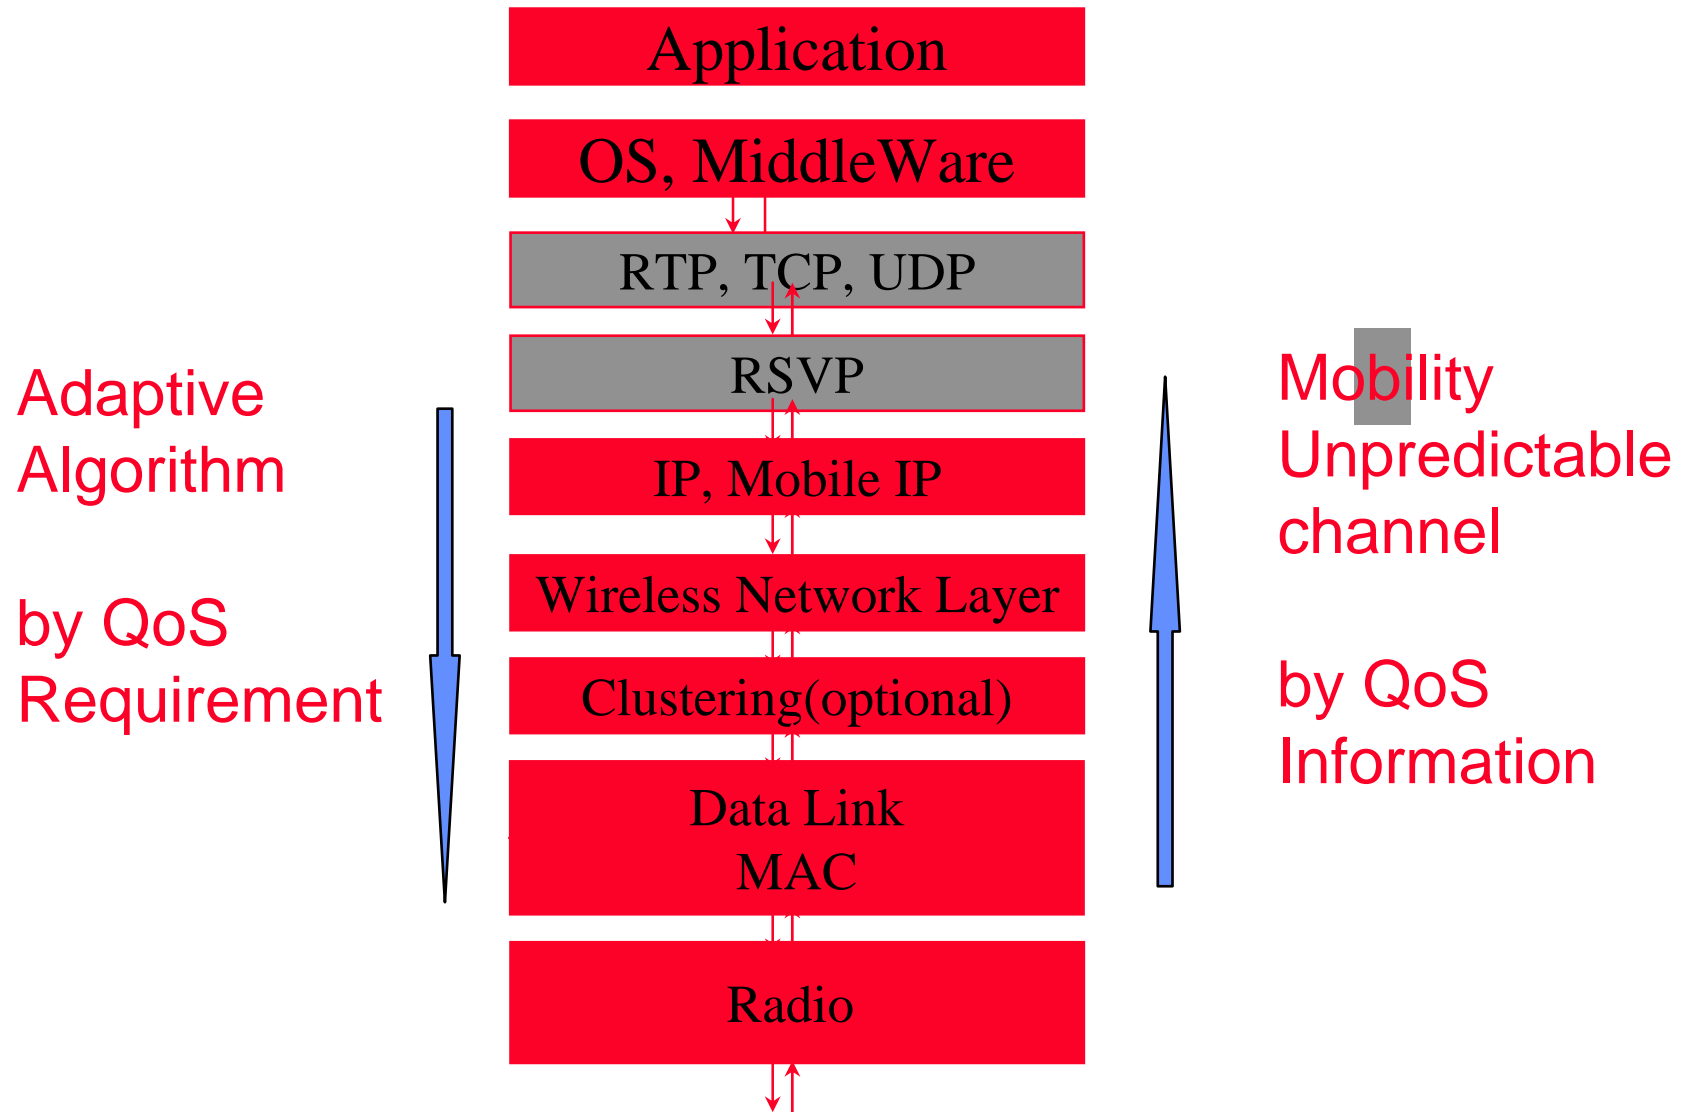 Application
OS, MiddleWare
RTP, TCP, UDP
RSVP
IP, Mobile IP
Wireless Network Layer
Clustering(optional)
Data Link
MAC
Radio
Adaptive
Algorithm
by QoS
Requirement
Mobility
Unpredictable
channel
by QoS
Information